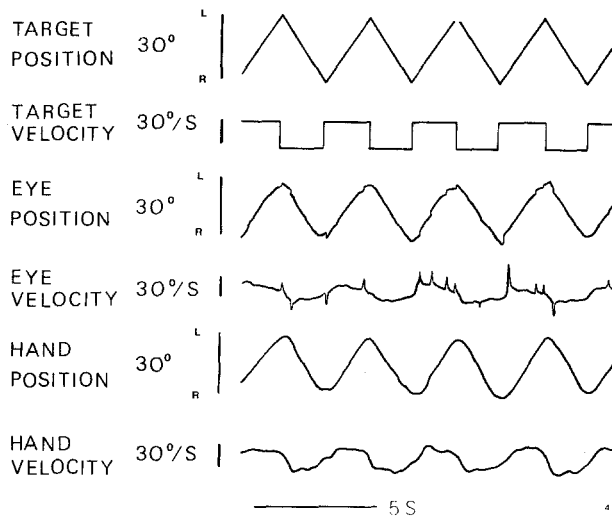 TARGET POSITION 30° L R
TARGET VELOCITY 30°/S
EYE POSITION 30° L R
EYE VELOCITY 30°/S
HAND POSITION 30° L R
HAND VELOCITY 30°/S
5 S
4